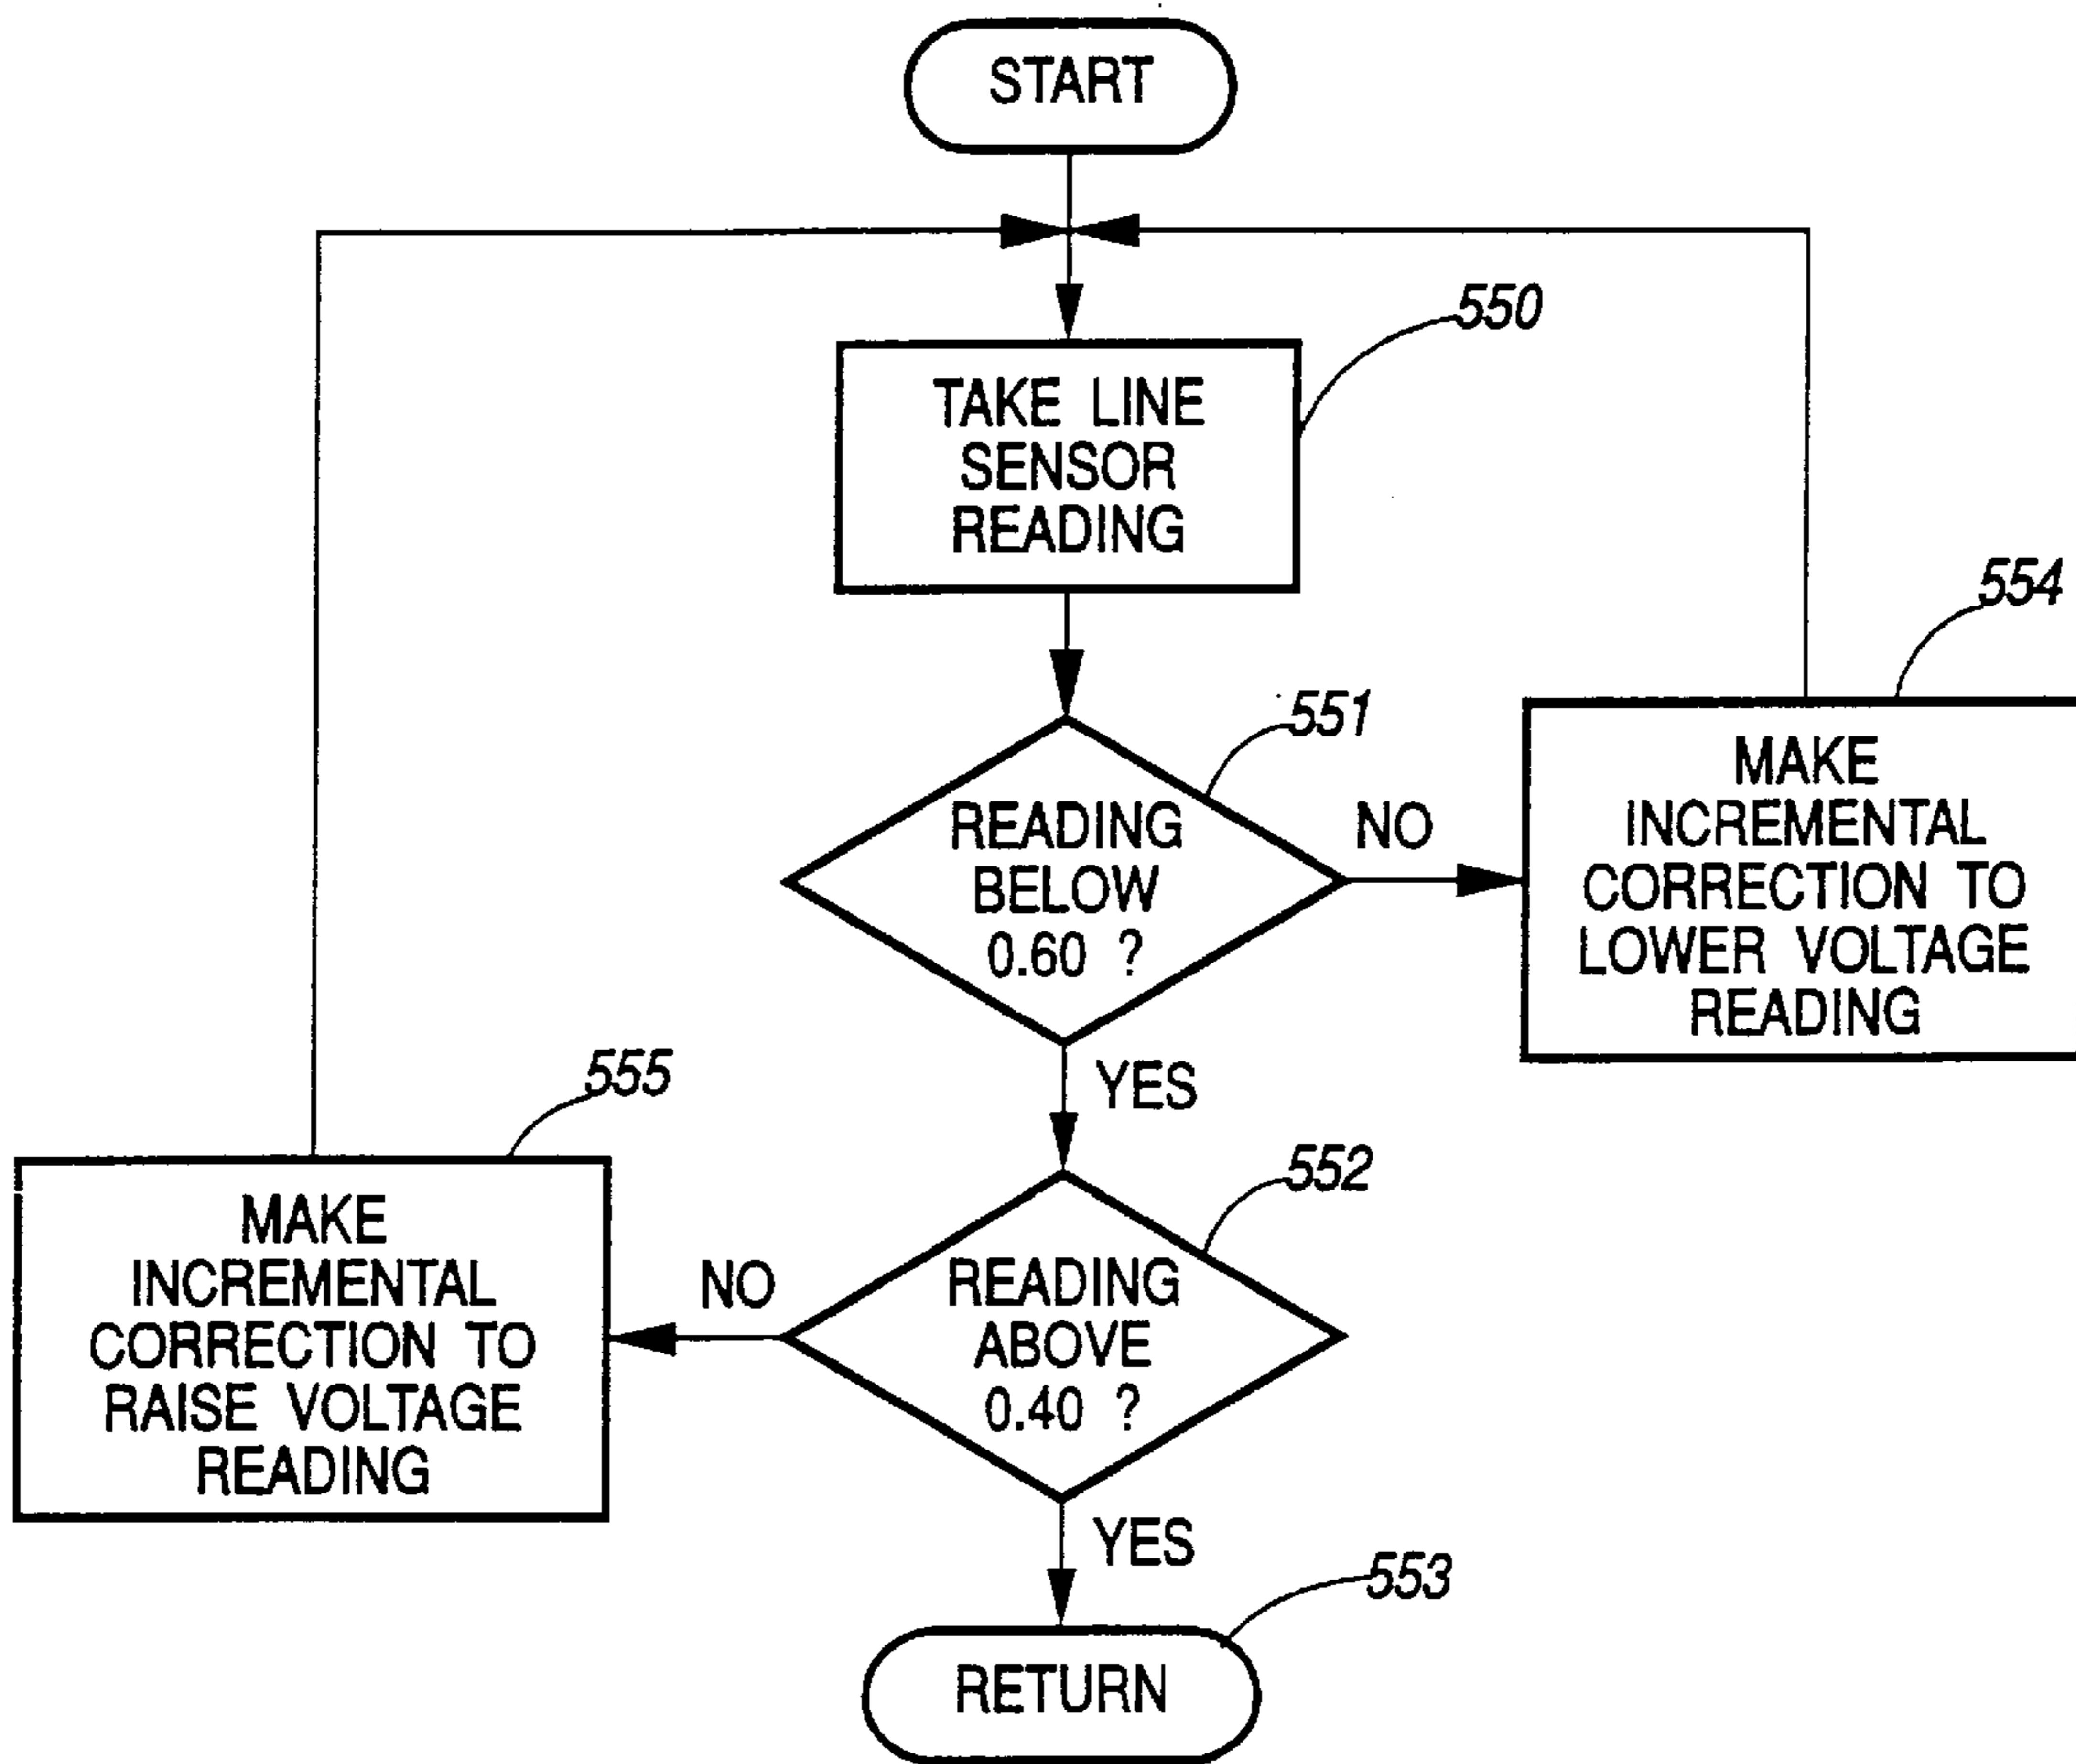 START
550
TAKE LINE
SENSOR
READING
554
551
READING
BELOW
0.60 ?
NO
MAKE
INCREMENTAL
CORRECTION TO
LOWER VOLTAGE
READING
YES
555
552
MAKE
INCREMENTAL
CORRECTION TO
RAISE VOLTAGE
READING
NO
READING
ABOVE
0.40 ?
YES
553
RETURN